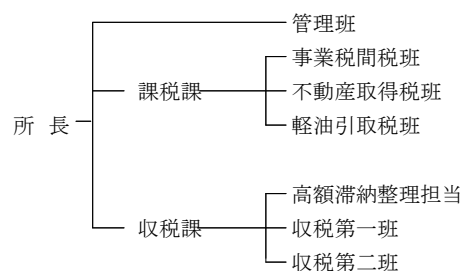 管理班
事業税間税班
課税課
不動産取得税班
所 長
軽油引取税班
高額滞納整理担当
収税課
収税第一班
収税第二班